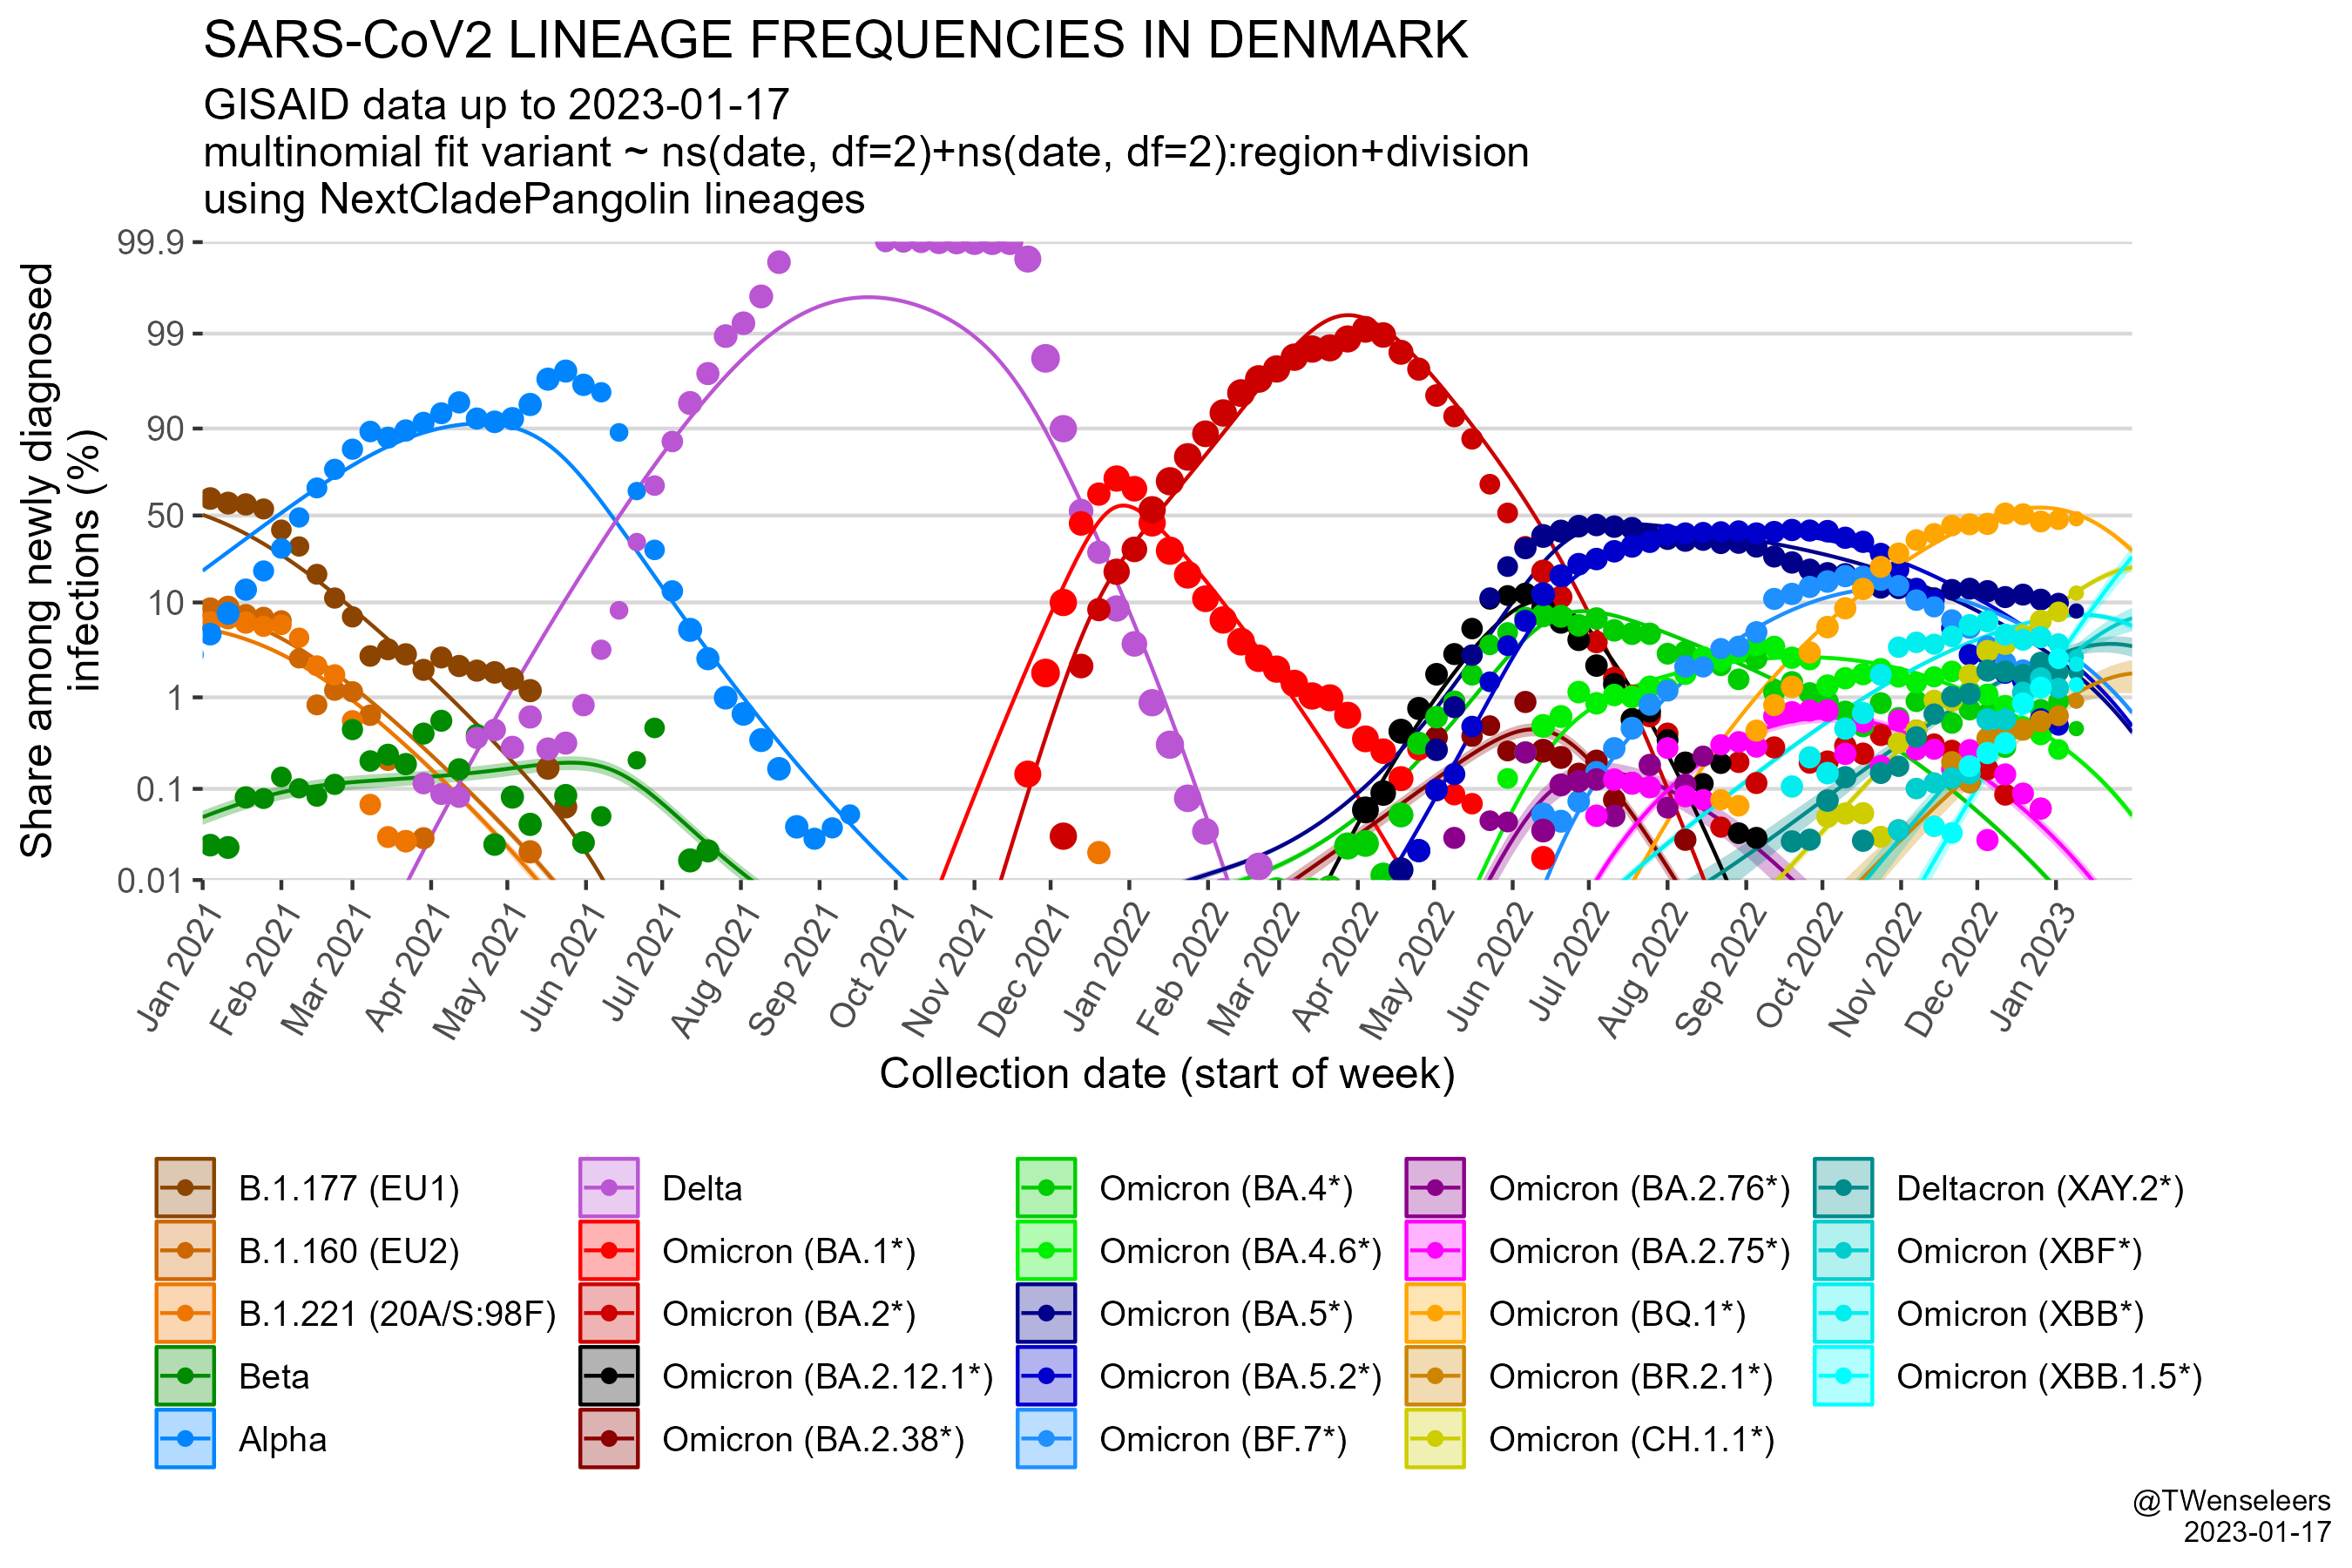 SARS-CoV2 LINEAGE FREQUENCIES IN DENMARK
GISAID data up to 2023-01-17
multinomial fit variant ~ ns(date, df=2)+ns(date, df=2):region+division
using NextCladePangolin lineages
Share among newly diagnosed
infections (%)
99.9
99
90
50
10
1
0.1
0.01
Jan 2021
Feb 2021
Mar 2021
Apr 2021
May 2021
Jun 2021
Jul 2021
Aug 2021
Sep 2021
Oct 2021
Nov 2021
Dec 2021
Jan 2022
Feb 2022
Mar 2022
Apr 2022
May 2022
Jun 2022
Jul 2022
Aug 2022
Sep 2022
Oct 2022
Nov 2022
Dec 2022
Jan 2023
Collection date (start of week)
B.1.177 (EU1)
B.1.160 (EU2)
B.1.221 (20A/S:98F)
Beta
Alpha
Delta
Omicron (BA.1*)
Omicron (BA.2*)
Omicron (BA.2.12.1*)
Omicron (BA.2.38*)
Omicron (BA.4*)
Omicron (BA.4.6*)
Omicron (BA.5*)
Omicron (BA.5.2*)
Omicron (BF.7*)
Omicron (BA.2.76*)
Omicron (BA.2.75*)
Omicron (BQ.1*)
Omicron (BR.2.1*)
Omicron (CH.1.1*)
Deltacron (XAY.2*)
Omicron (XBF*)
Omicron (XBB*)
Omicron (XBB.1.5*)
@TWenseleers
2023-01-17